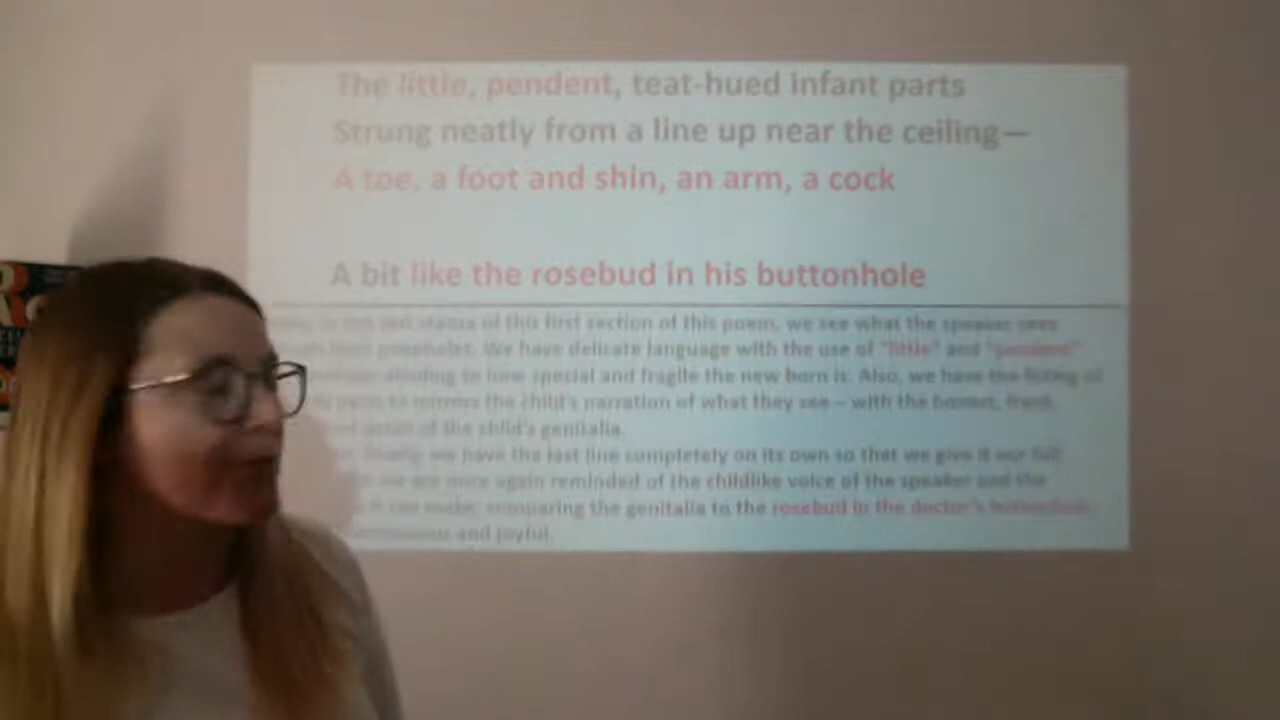 The little, pendent, teat-hued infant parts
Strung neatly from a line up near the ceiling—
A toe, a foot and shin, an arm, a cock
A bit like the rosebud in his buttonhole
in the last stanza of this first section of this poem, we see what the speaker sees
We have delicate language with the use of "little" and "pendent"
alluding to how special and fragile the new born is. Also, we have the listing of
to mirrors the child's narration of what they see – with the honest, frank
detail of the child's genitalia.
we have the last line completely on its own so that we give it our full
we are once again reminded of the childlike voice of the speaker and the
it can make, comparing the genitalia to the rosebud in the doctor's buttonhole,
and joyful.